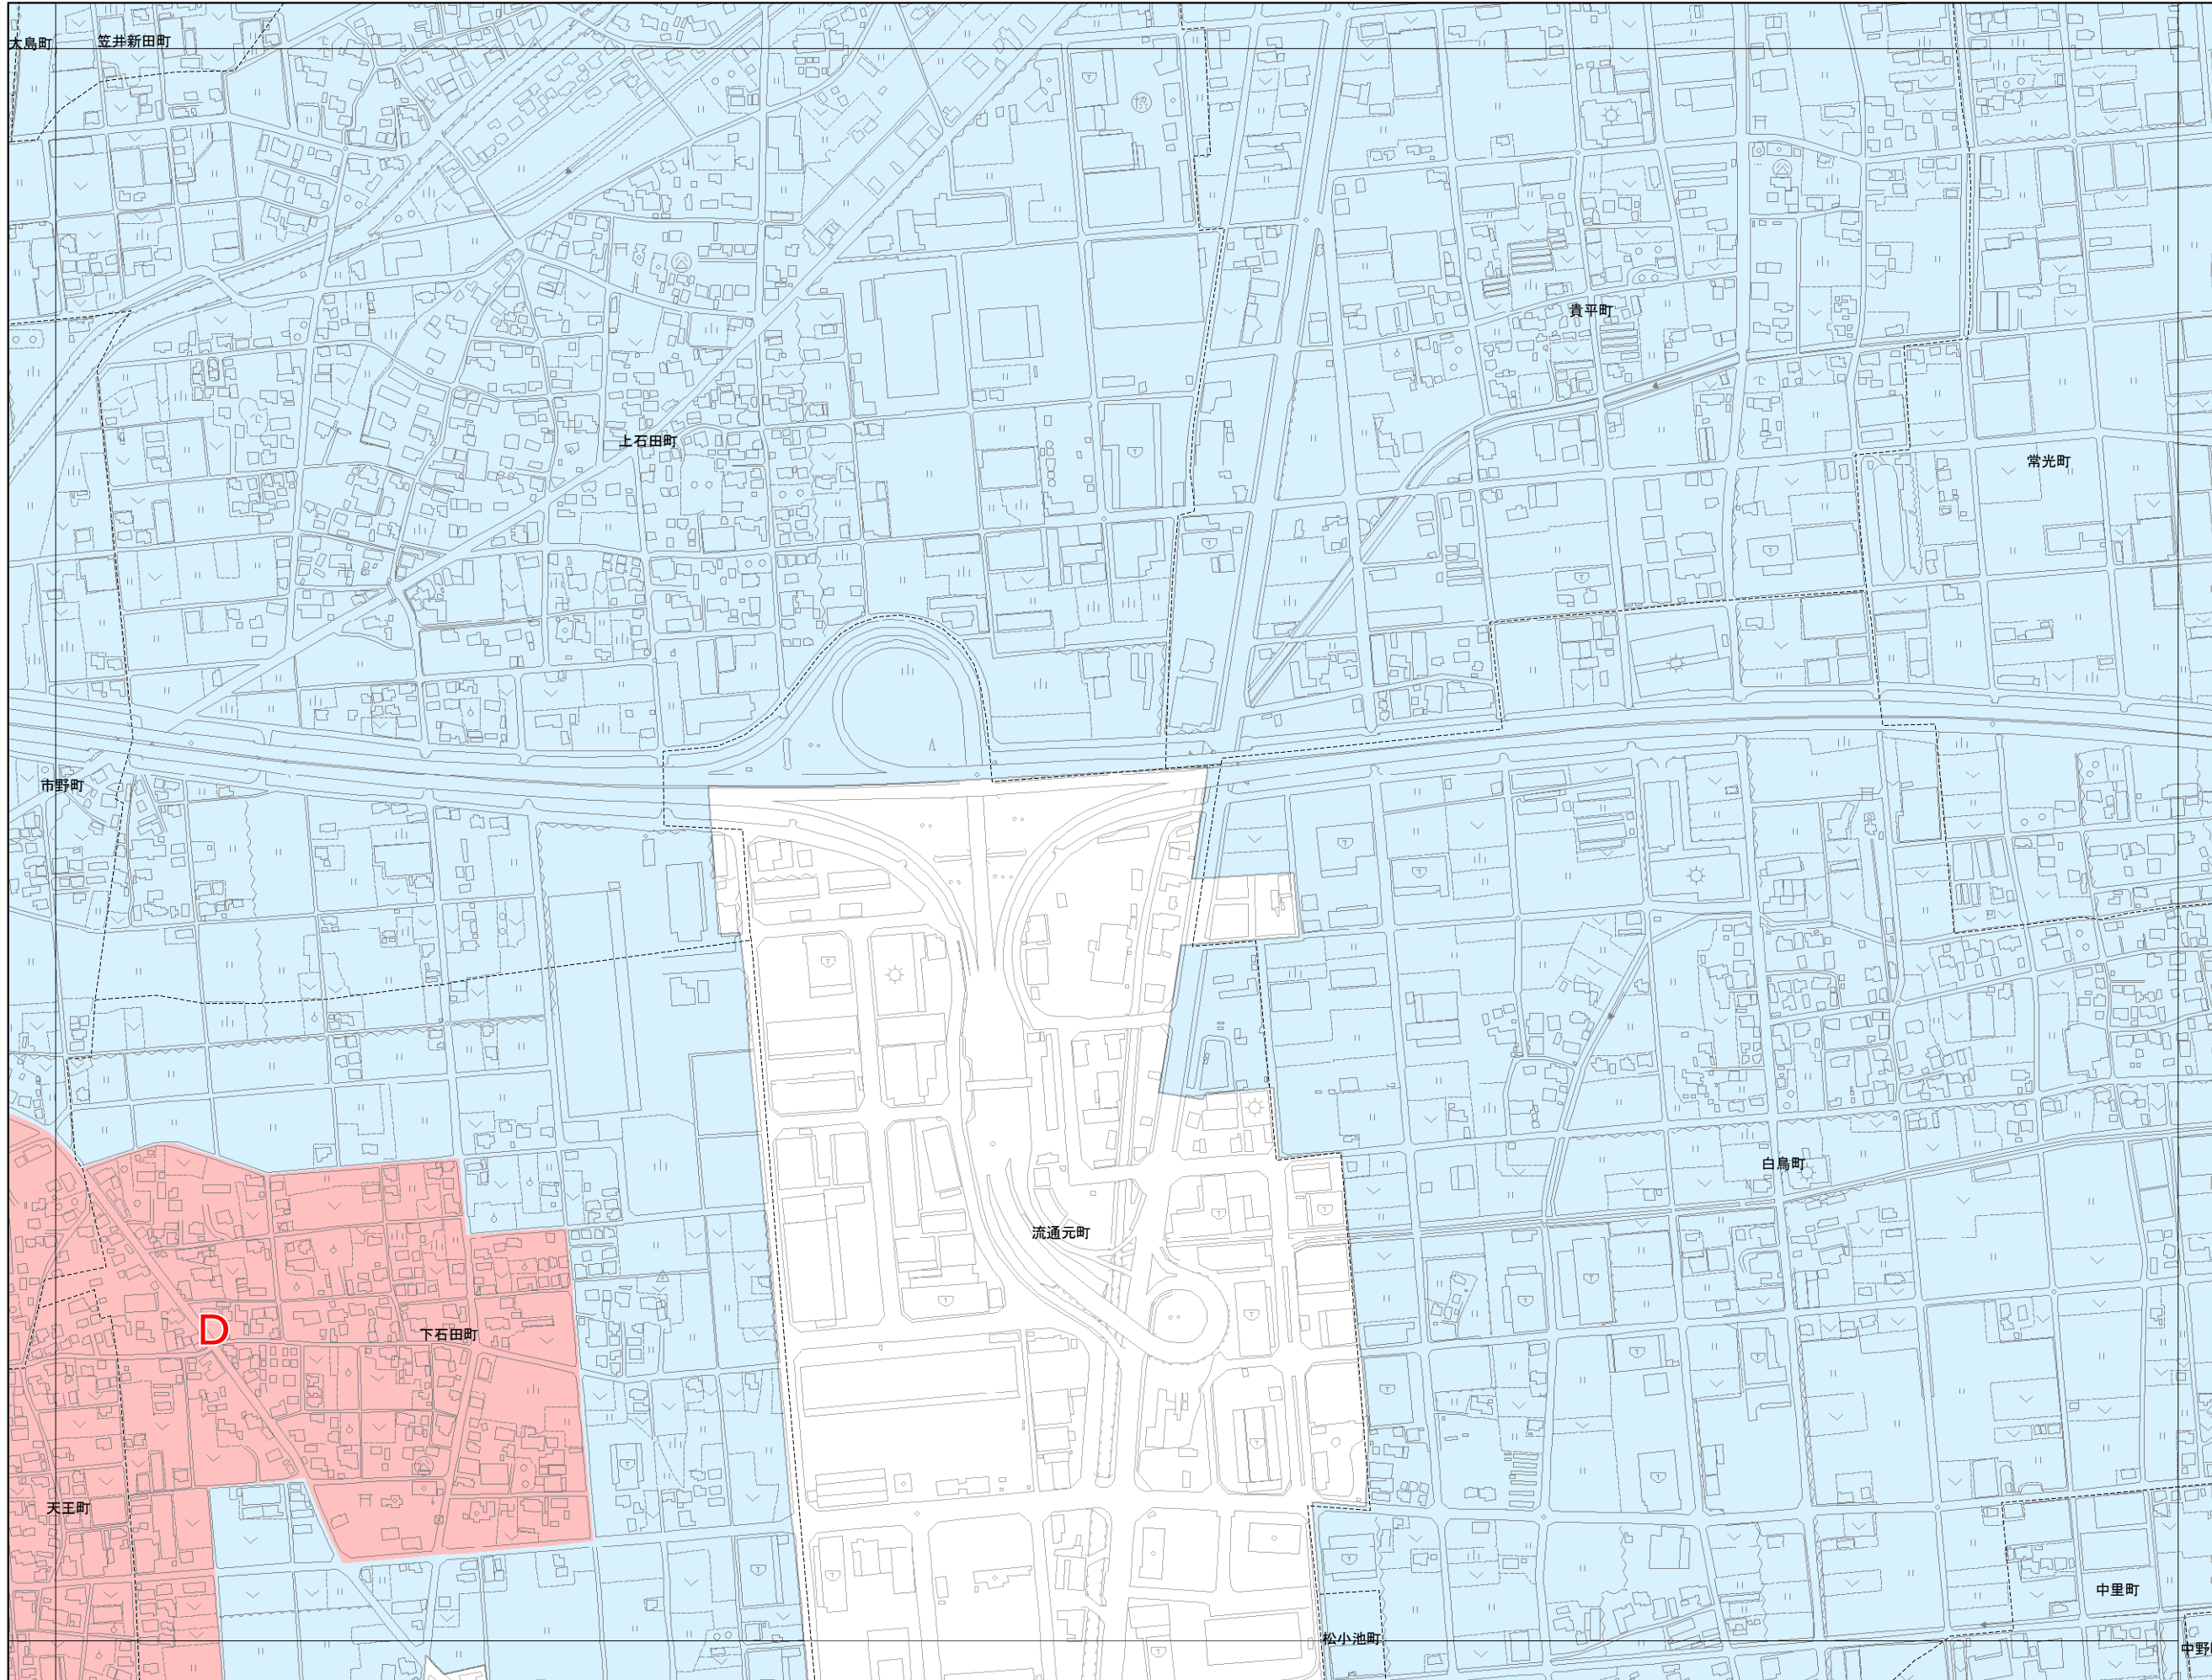 大島町
笠井新田町
貴平町
上石田町
常光町
市野町
白鳥町
流通元町
D
下石田町
天王町
中里町
松小池町